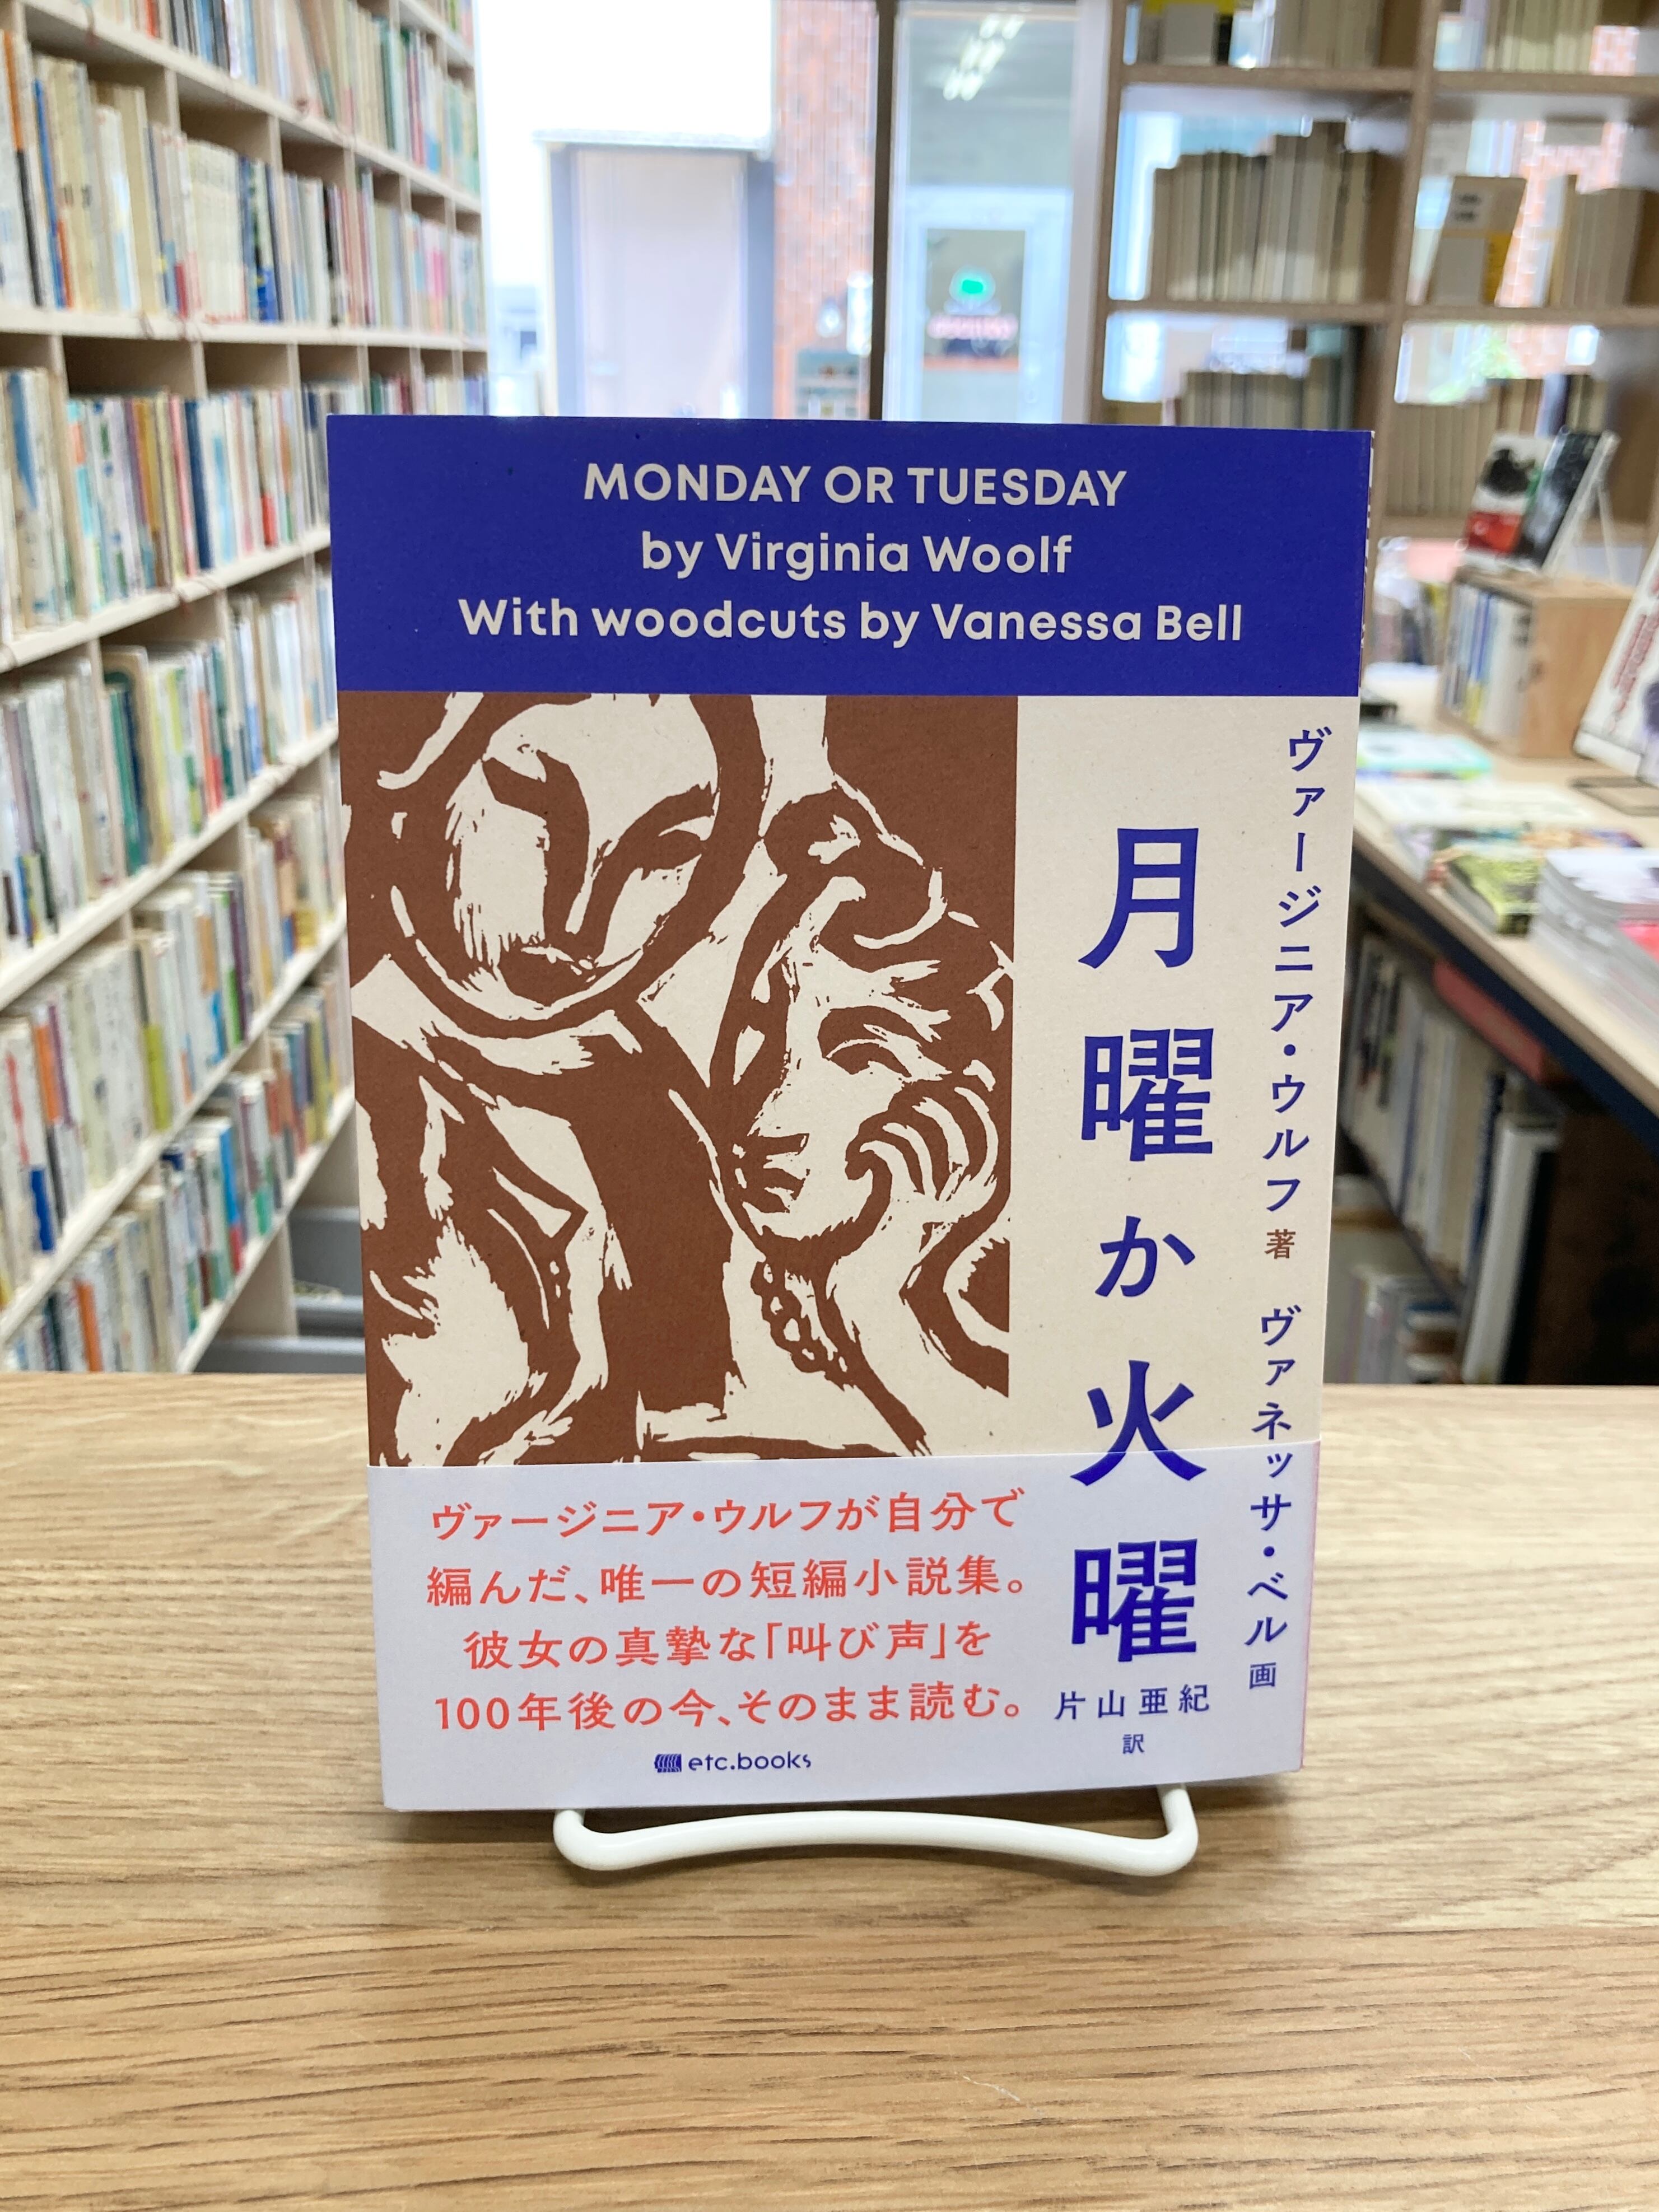 MONDAY OR TUESDAY
by Virginia Woolf
With woodcuts by Vanessa Bell
ヴァージニア・ウルフ 著 ヴァネッサ・ベル 画
月曜か火曜
片山亜紀
訳
ヴァージニア・ウルフが自分で
編んだ、唯一の短編小説集。
彼女の真摯な「叫び声」を
100年後の今、そのまま読む。
etc.books